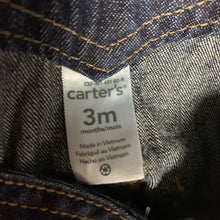 carter's
3m
months/mois
Made in Vietnam
Fabriqué au Vietnam
Hecho en Vietnam